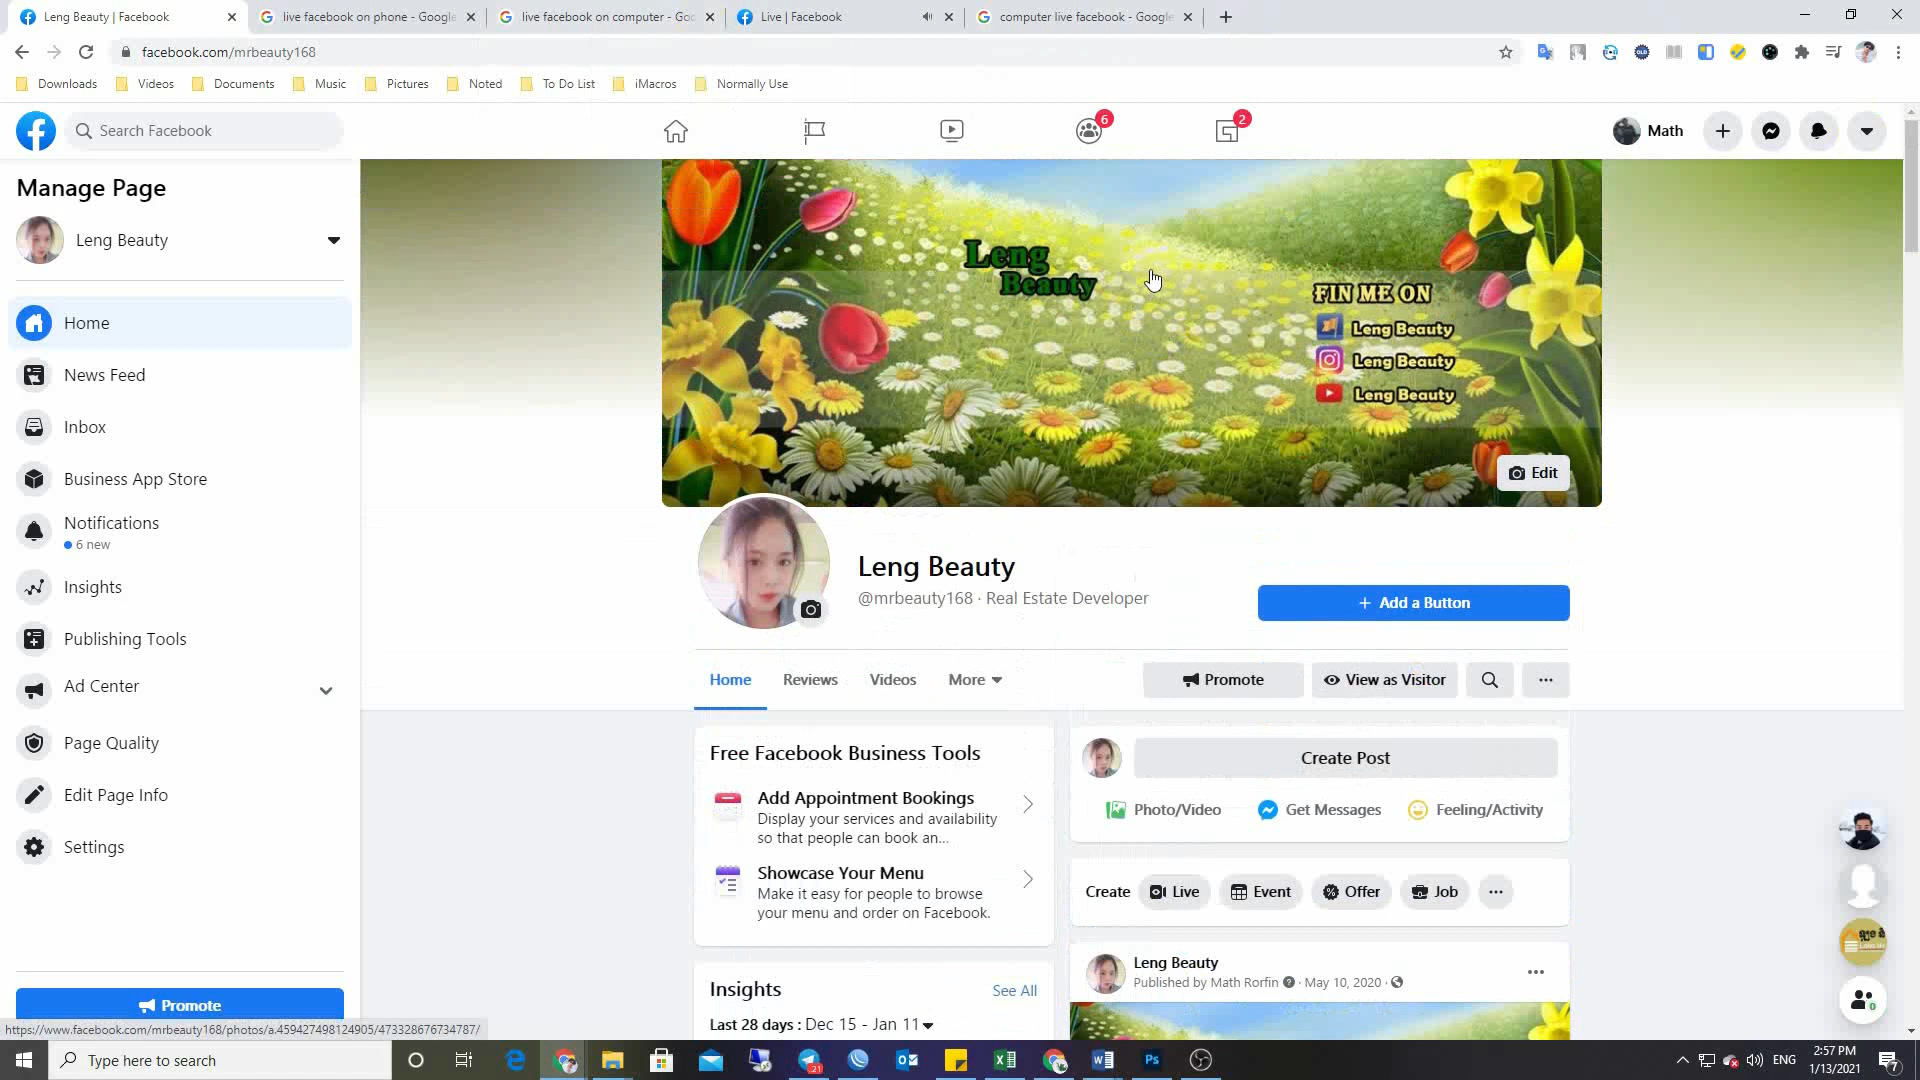 Leng Beauty | Facebook
live facebook on phone - Google
live facebook on computer - Goo
Live | Facebook
computer live facebook - Google
facebook.com/mrbeauty168
Downloads
Videos
Documents
Music
Pictures
Noted
To Do List
iMacros
Normally Use
Search Facebook
6
2
Math
Manage Page
Leng Beauty
Home
News Feed
Inbox
Business App Store
Notifications
6 new
Insights
Publishing Tools
Ad Center
Page Quality
Edit Page Info
Settings
Promote
https://www.facebook.com/mrbeauty168/photos/a.459427498124905/473328676734787/
Leng
Beauty
FIN ME ON
Leng Beauty
Leng Beauty
Leng Beauty
Edit
Leng Beauty
@mrbeauty168 · Real Estate Developer
+ Add a Button
Home
Reviews
Videos
More
Promote
View as Visitor
Free Facebook Business Tools
Add Appointment Bookings
Display your services and availability
so that people can book an...
Showcase Your Menu
Make it easy for people to browse
your menu and order on Facebook.
Insights
See All
Last 28 days : Dec 15 - Jan 11
Create Post
Photo/Video
Get Messages
Feeling/Activity
Create
Live
Event
Offer
Job
Leng Beauty
Published by Math Rorfin · May 10, 2020 ·
0
Type here to search
21
Ps
ENG
2:57 PM
1/13/2021
7